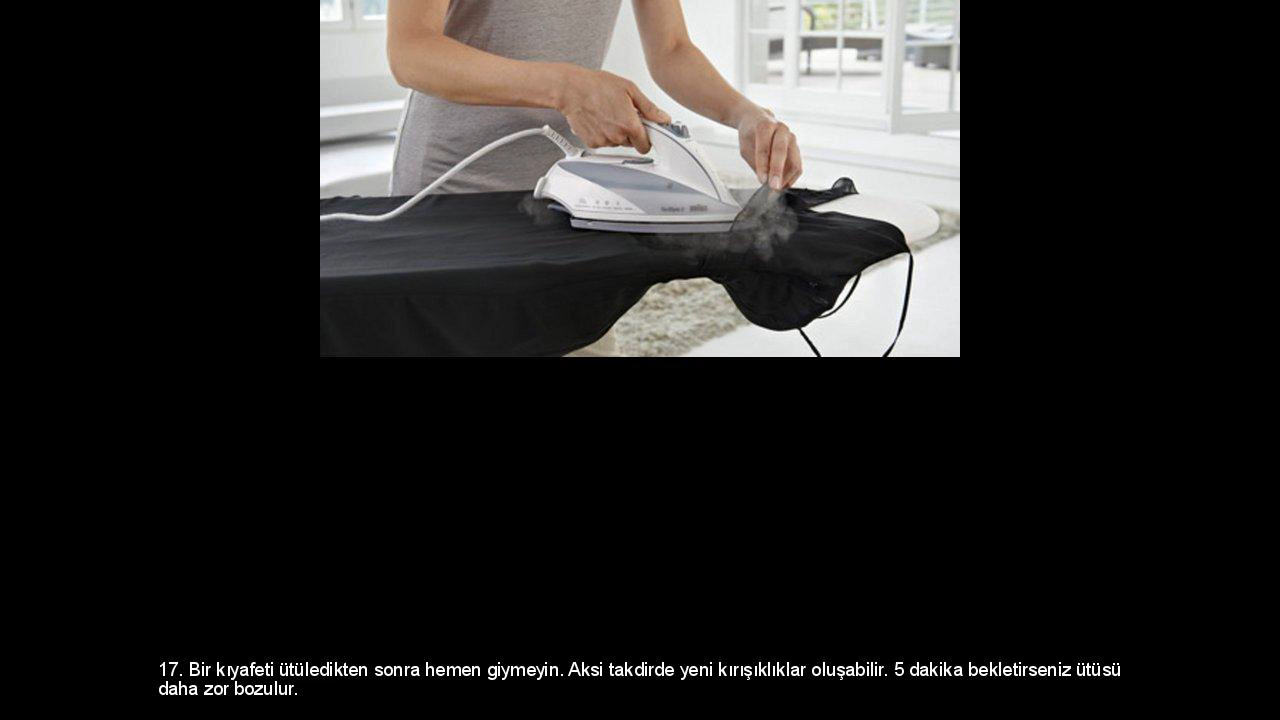 17. Bir kıyafeti ütüledikten sonra hemen giymeyin. Aksi takdirde yeni kırışıklıklar oluşabilir. 5 dakika bekletirseniz ütüsü
daha zor bozulur.